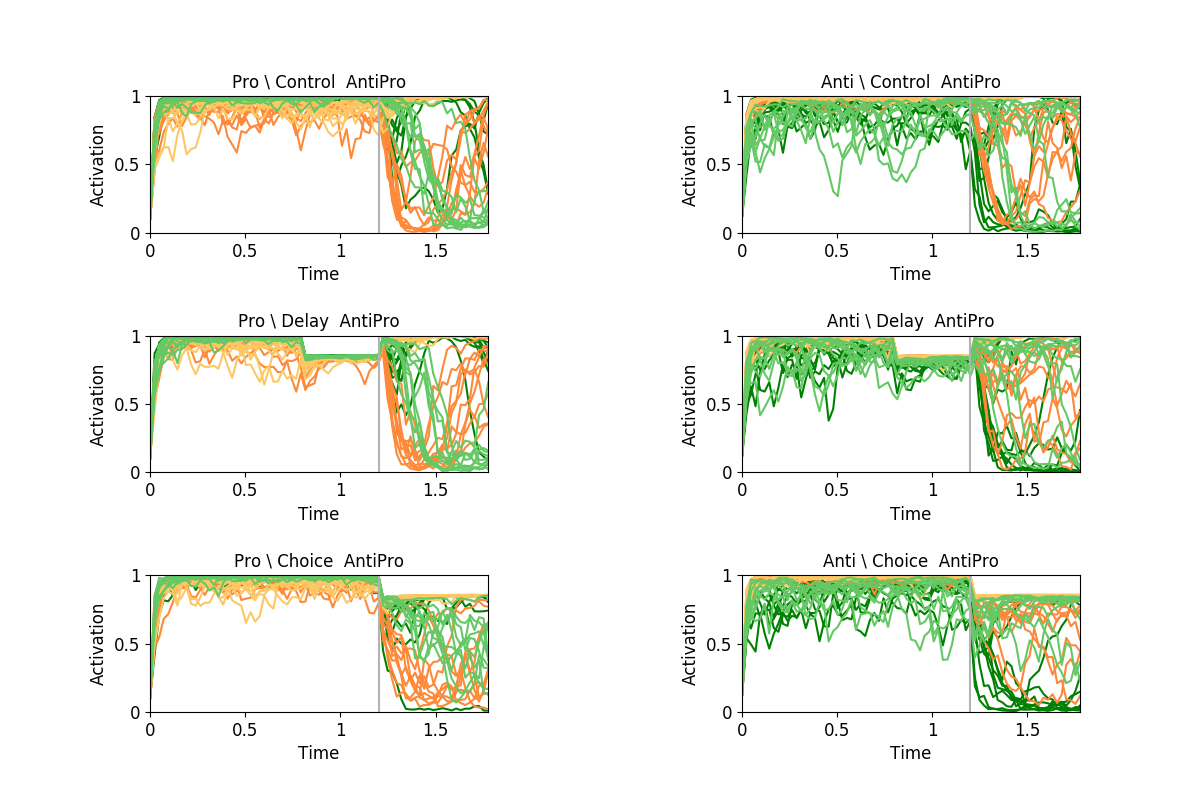 Pro \ Control  AntiPro
Anti \ Control  AntiPro
1
0.5
0
Activation
0
0.5
1
1.5
Time
1
0.5
0
Activation
0
0.5
1
1.5
Time
Pro \ Delay  AntiPro
Anti \ Delay  AntiPro
1
0.5
0
Activation
0
0.5
1
1.5
Time
1
0.5
0
Activation
0
0.5
1
1.5
Time
Pro \ Choice  AntiPro
Anti \ Choice  AntiPro
1
0.5
0
Activation
0
0.5
1
1.5
Time
1
0.5
0
Activation
0
0.5
1
1.5
Time